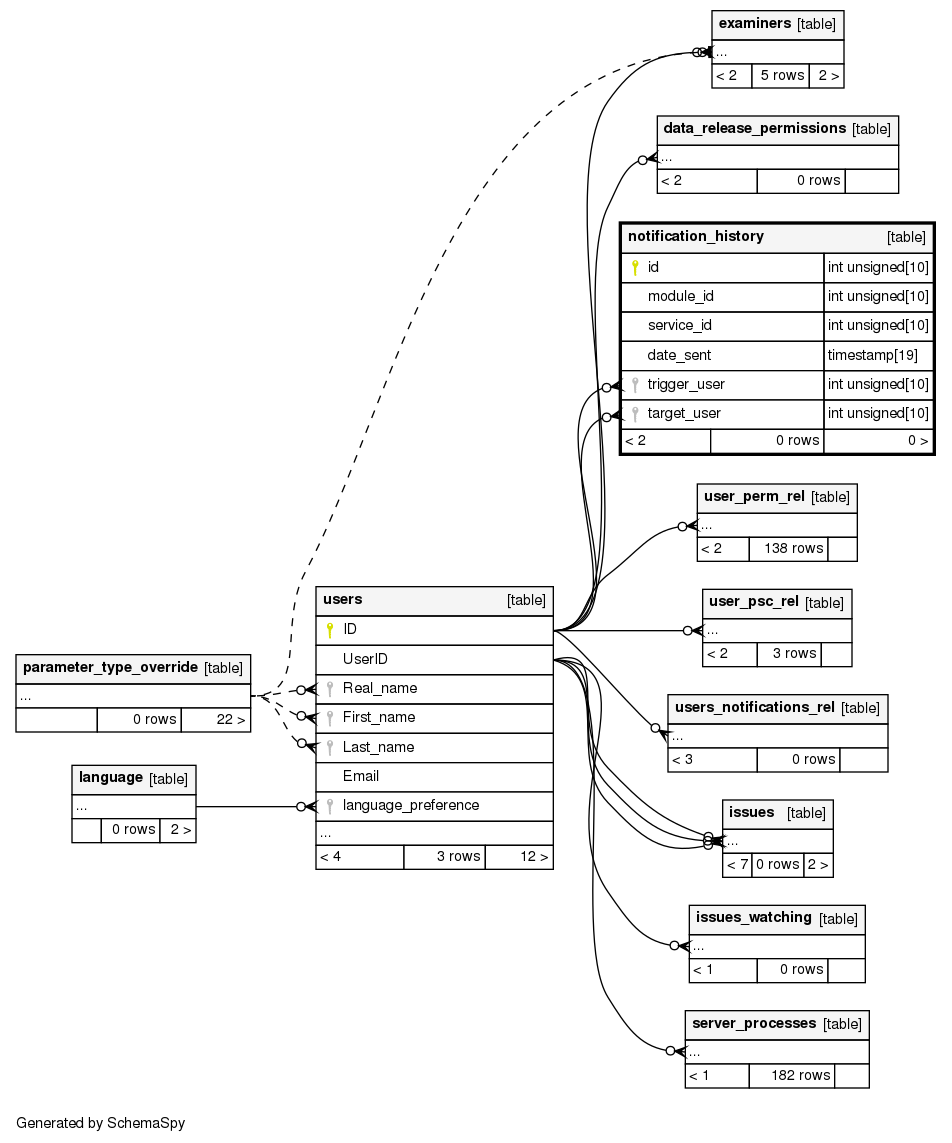 examiners [table]
...
< 2 5 rows 2 >
data_release_permissions [table]
...
< 2 0 rows
notification_history [table]
id int unsigned[10]
module_id int unsigned[10]
service_id int unsigned[10]
date_sent timestamp[19]
trigger_user int unsigned[10]
target_user int unsigned[10]
< 2 0 rows 0 >
user_perm_rel [table]
...
< 2 138 rows
user_psc_rel [table]
...
< 2 3 rows
users_notifications_rel [table]
...
< 3 0 rows
issues [table]
...
< 7 0 rows 2 >
issues_watching [table]
...
< 1 0 rows
server_processes [table]
...
< 1 182 rows
users [table]
ID
UserID
Real_name
First_name
Last_name
Email
language_preference
...
< 4 3 rows 12 >
parameter_type_override [table]
...
0 rows 22 >
language [table]
...
0 rows 2 >
Generated by SchemaSpy